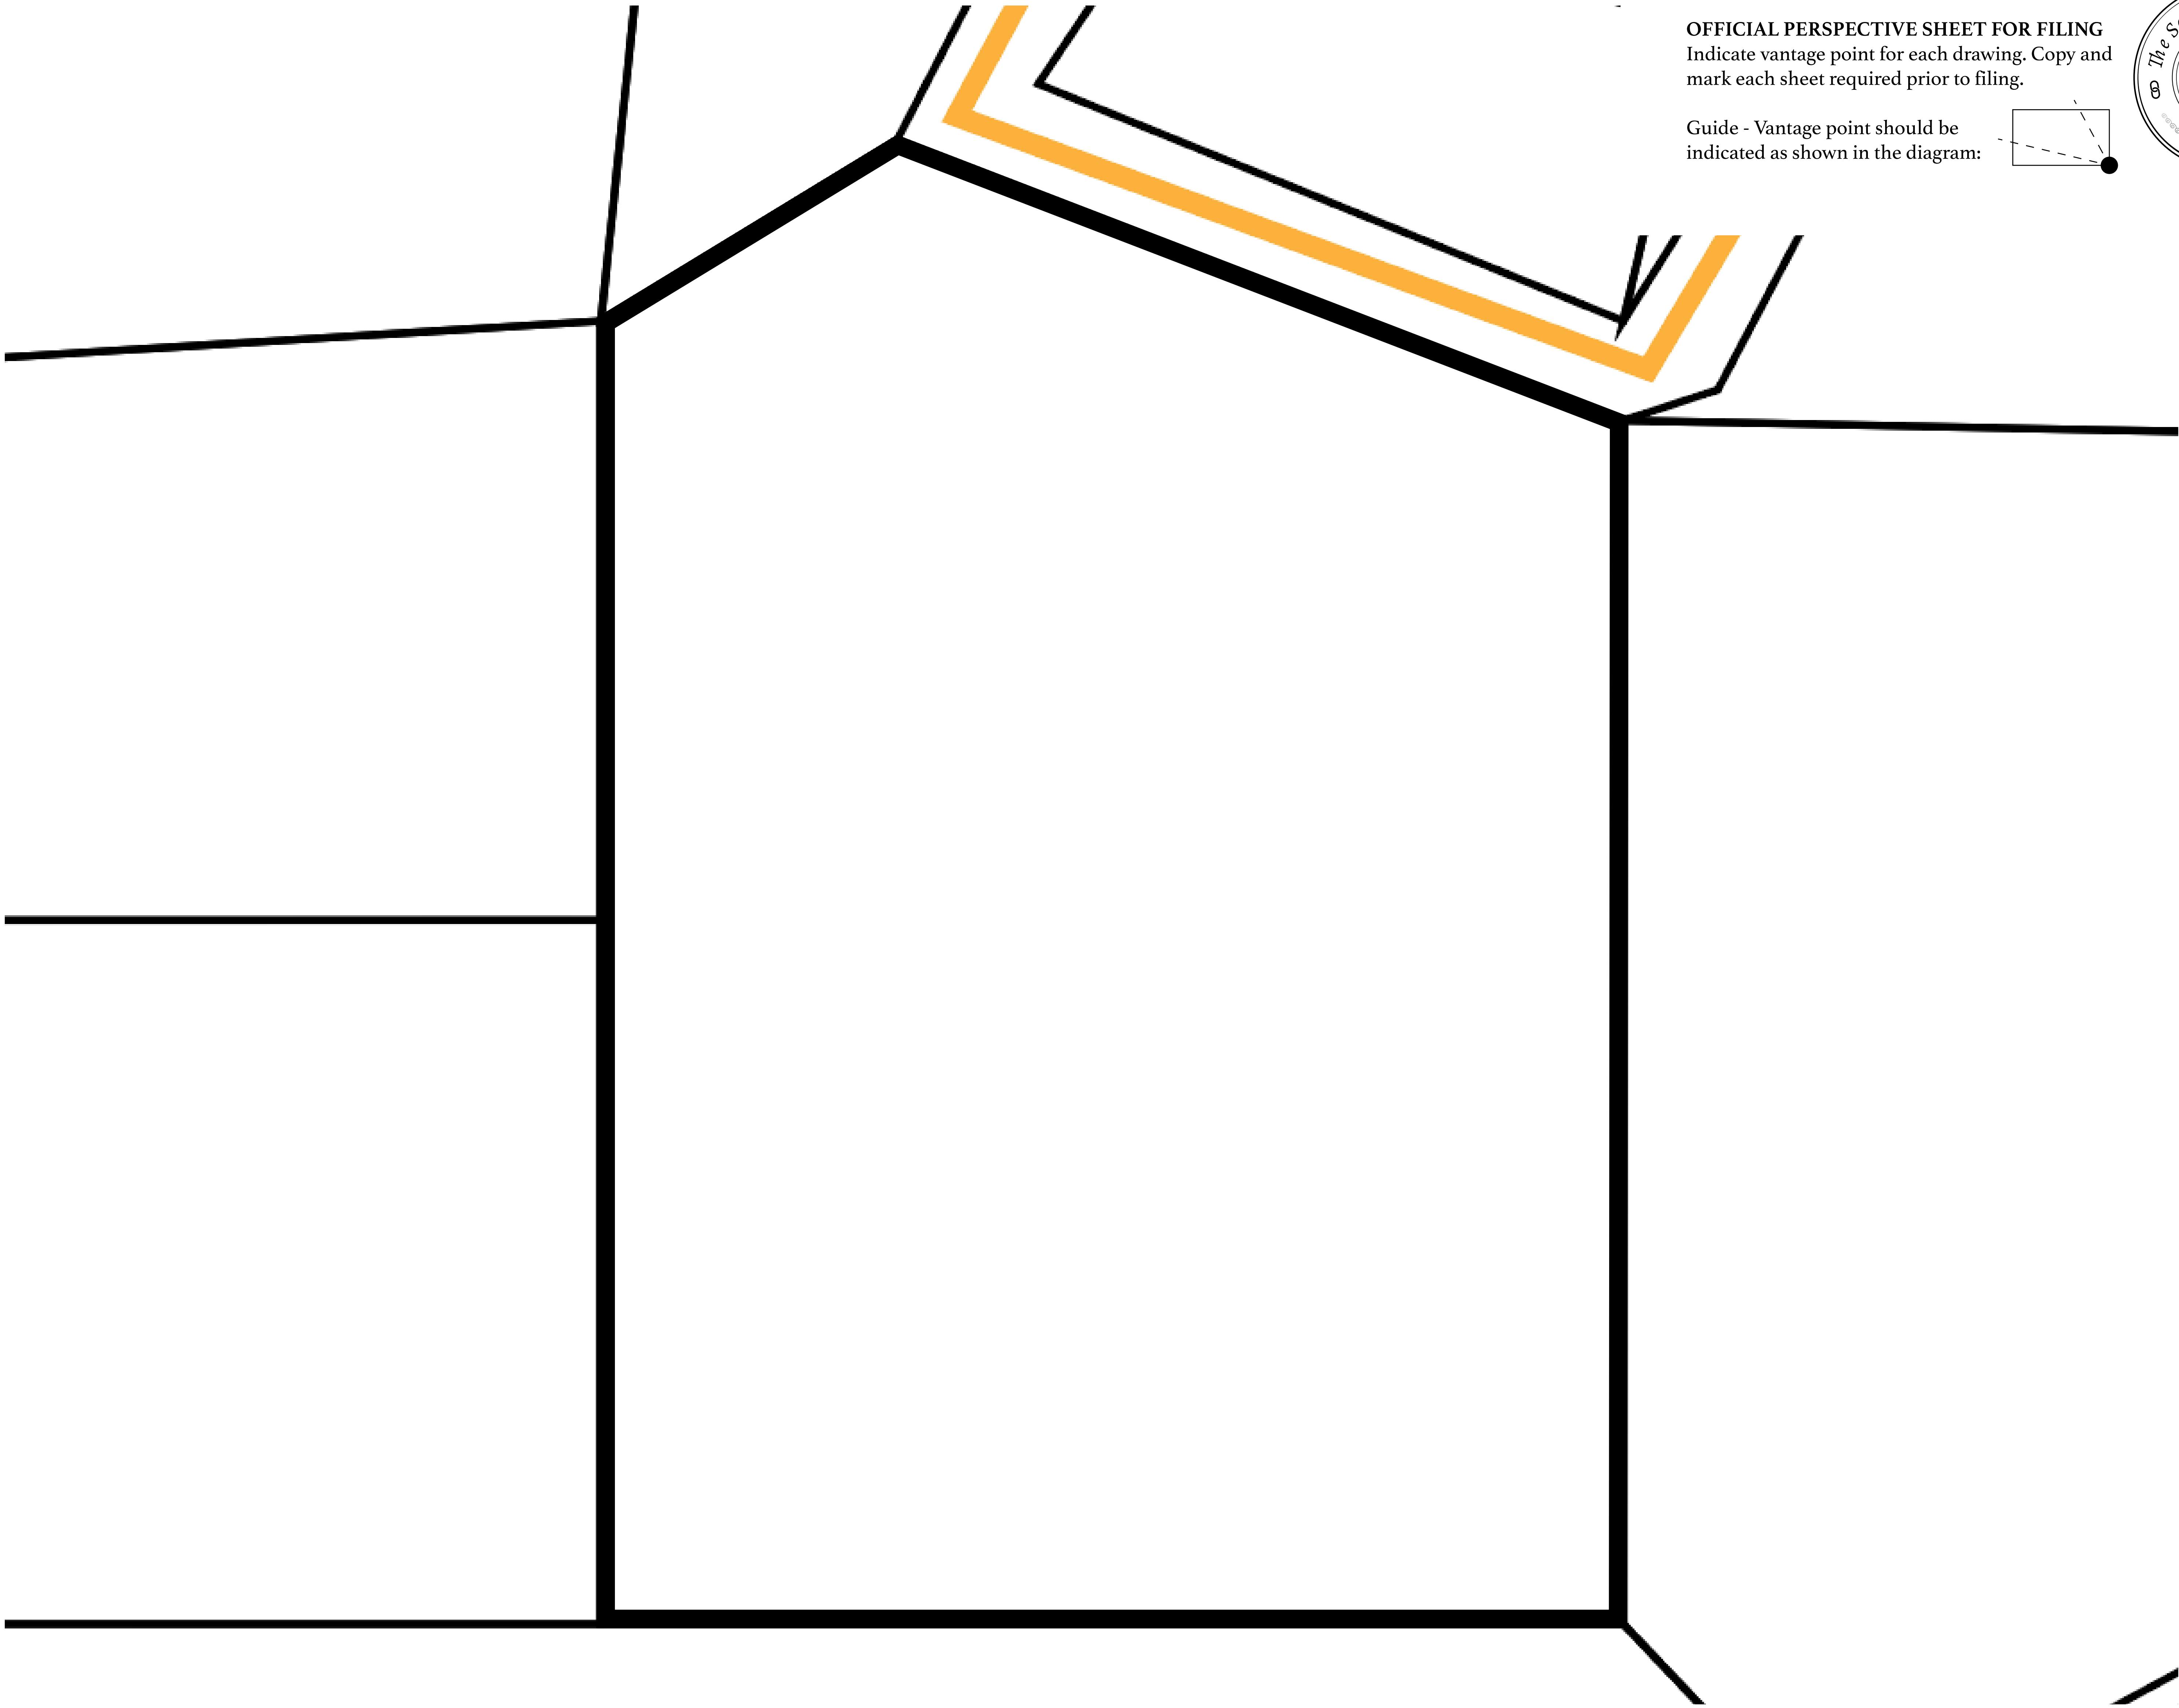 OFFICIAL PERSPECTIVE SHEET FOR FILING
Indicate vantage point for each drawing. Copy and
mark each sheet required prior to filing.
Guide - Vantage point should be
indicated as shown in the diagram:
The